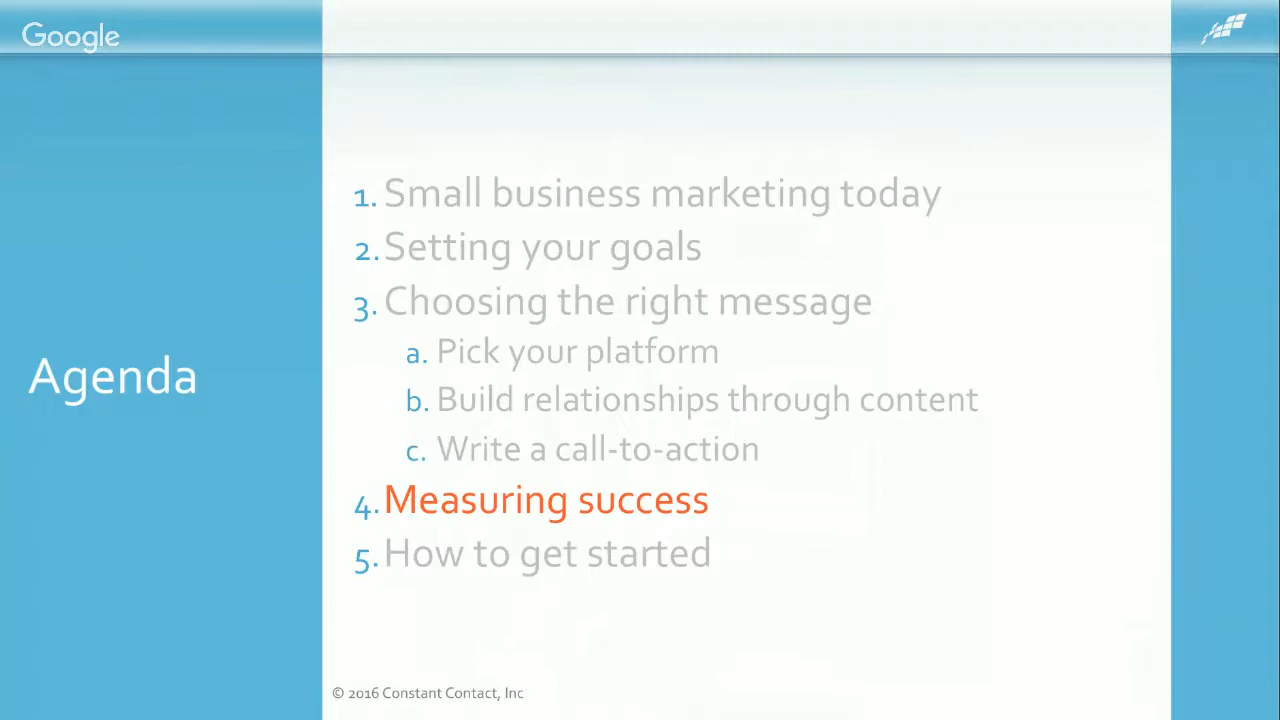 Google
Agenda
1. Small business marketing today
2. Setting your goals
3. Choosing the right message
a. Pick your platform
b. Build relationships through content
c. Write a call-to-action
4. Measuring success
5. How to get started
© 2016 Constant Contact, Inc